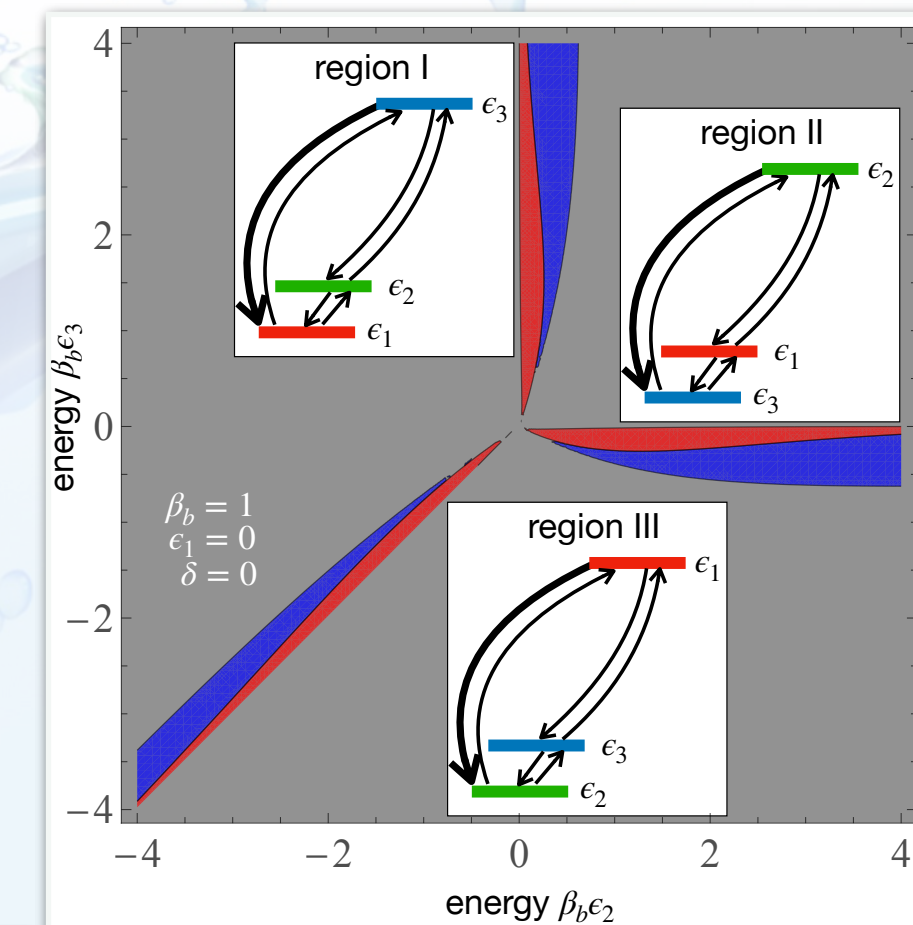 4
2
0
−2
−4
energy βbϵ3
region I
ϵ3
ϵ2
ϵ1
region II
ϵ2
ϵ1
ϵ3
βb = 1
ϵ1 = 0
δ = 0
region III
ϵ1
ϵ3
ϵ2
−4
−2
0
2
4
energy βbϵ2